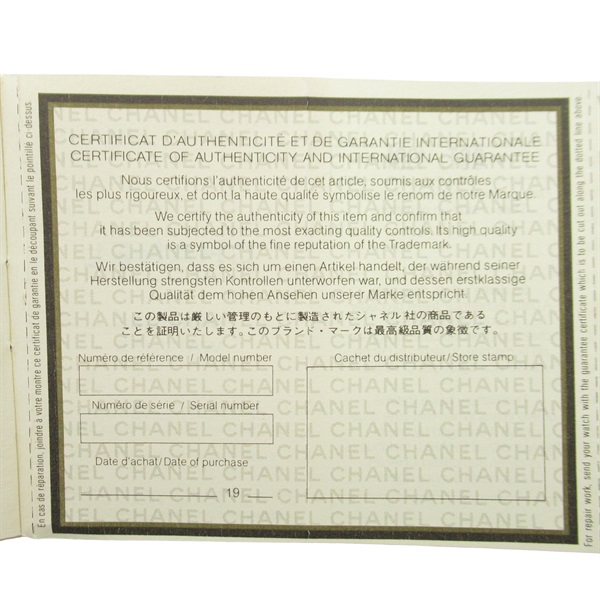 CERTIFICAT D'AUTHENTICITÉ ET DE GARANTIE INTERNATIONALE
CERTIFICATE OF AUTHENTICITY AND INTERNATIONAL GUARANTEE
Nous certifions l'authenticité de cet article, soumis aux contrôles
les plus rigoureux, et dont la haute qualité symbolise le renom de notre Marque.
We certify the authenticity of this item and confirm that
it has been subjected to the most exacting quality controls. Its high quality
is a symbol of the fine reputation of the Trademark.
Wir bestätigen, dass es sich um einen Artikel handelt, der während seiner
Herstellung strengsten Kontrollen unterworfen war, und dessen erstklassige
Qualität dem hohen Ansehen unserer Marke entspricht.
この製品は厳しい管理のもとに製造されたシャネル社の商品である
ことを証明いたします。このブランド・マークは最高級品質の象徴です。
Numéro de référence / Model number
Cachet du distributeur/Store stamp
Numéro de série / Serial number
Date d'achat/Date of purchase
19
En cas de réparation, joindre à votre montre ce certificat de garantie en le découpant suivant le pointillé ci-dessus.
For repair work, send your watch with the guarantee certificate which is to be cut out along the dotted line above.
CHANEL CHANEL CHANEL CHANEL CHANEL